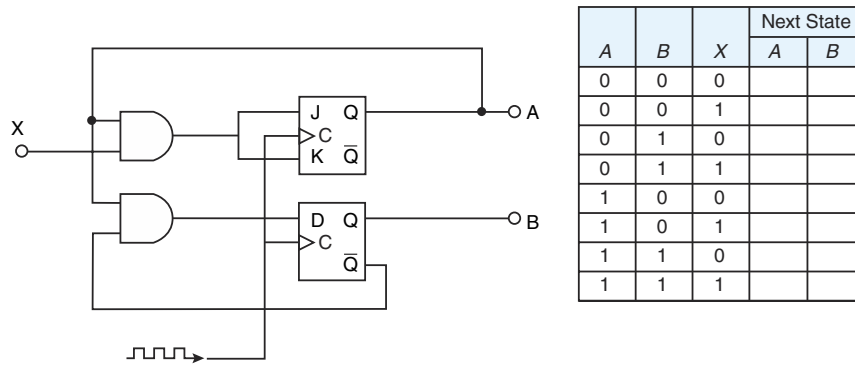 X
J Q
C
K Q
A
D Q
C
Q
B
Next State
A B X A B
0 0 0
0 0 1
0 1 0
0 1 1
1 0 0
1 0 1
1 1 0
1 1 1